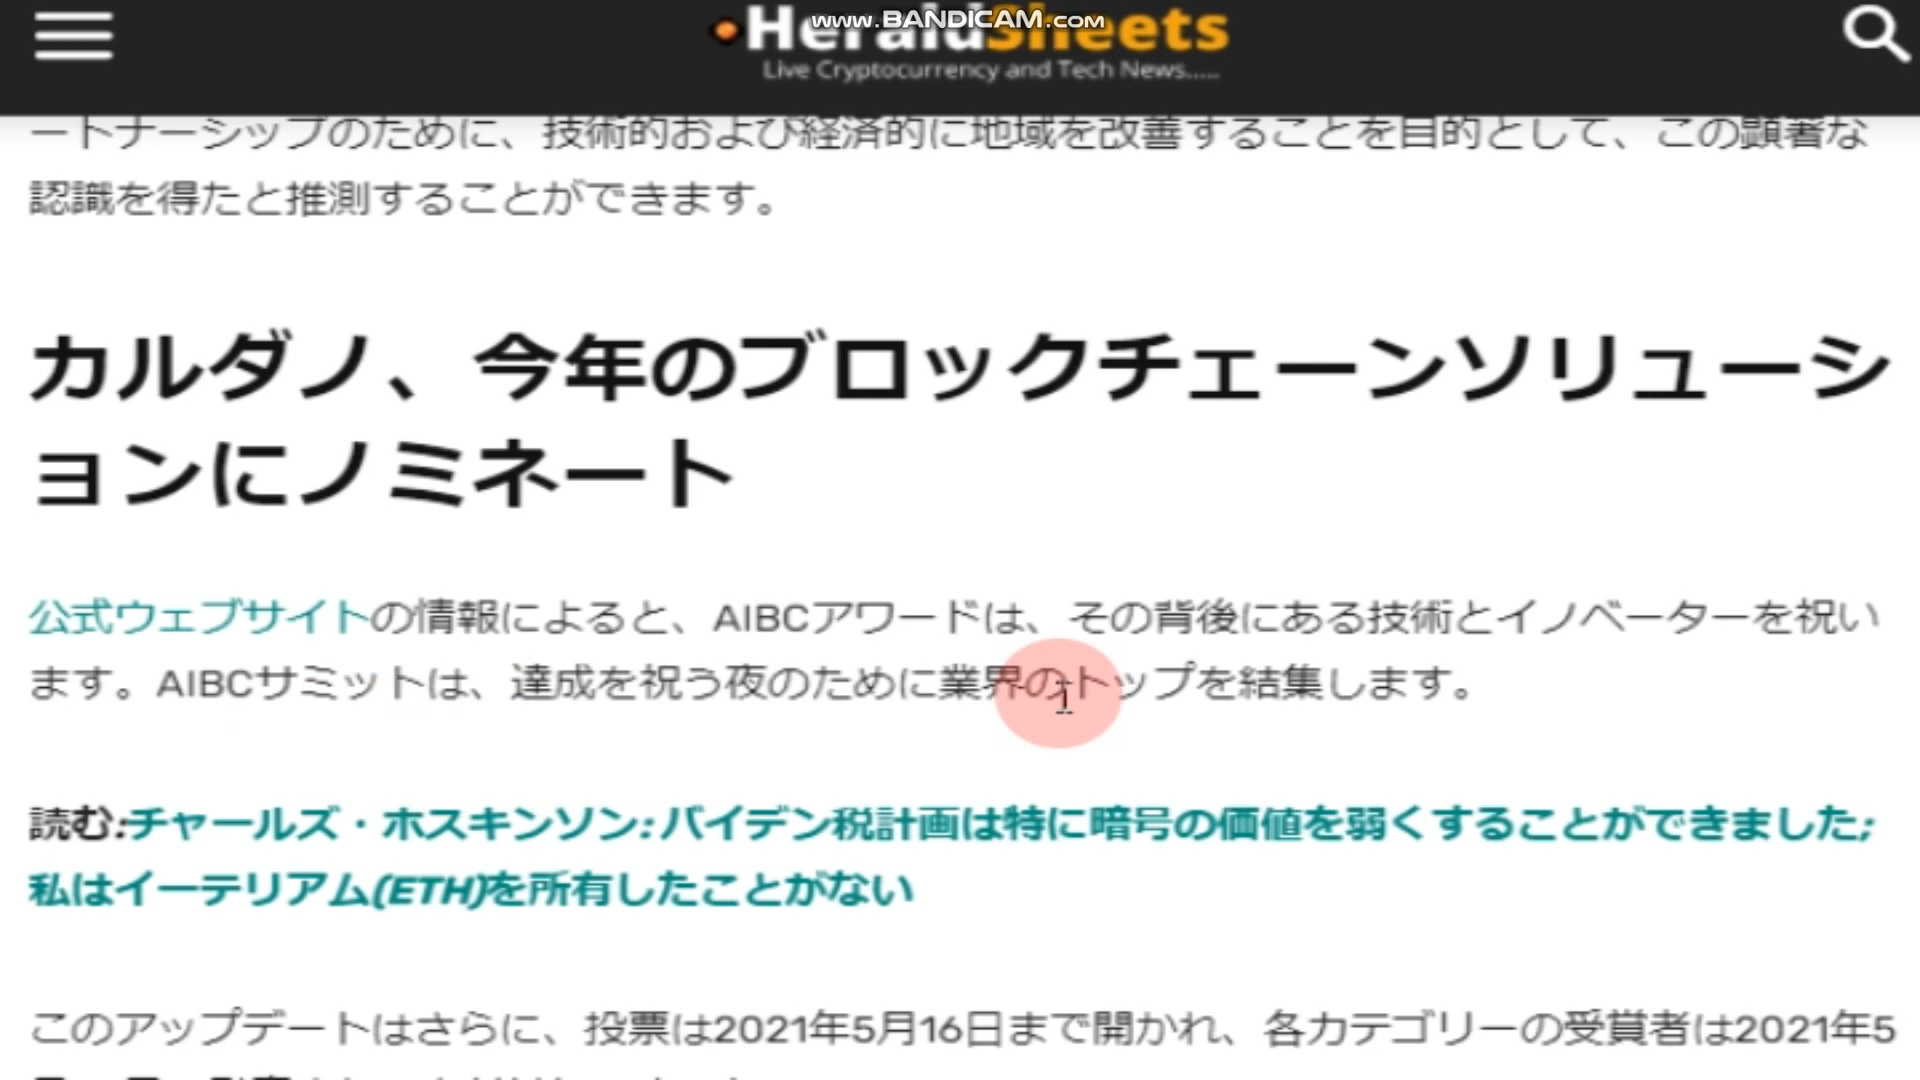 www.BANDICAM.com
HeraldSheets
Live Cryptocurrency and Tech News.....
ートナーシップのために、技術的および経済的に地域を改善することを目的として、この顕著な
認識を得たと推測することができます。
カルダノ、今年のブロックチェーンソリューシ
ョンにノミネート
公式ウェブサイトの情報によると、AIBCアワードは、その背後にある技術とイノベーターを祝い
ます。AIBCサミットは、達成を祝う夜のために業界のトップを結集します。
読む:チャールズ・ホスキンソン:バイデン税計画は特に暗号の価値を弱くすることができました;
私はイーテリアム(ETH)を所有したことがない
このアップデートはさらに、投票は2021年5月16日まで開かれ、各カテゴリーの受賞者は2021年5